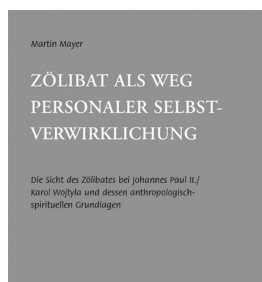 Martin Mayer
ZÖLIBAT ALS WEG
PERSONALER SELBST-
VERWIRKLICHUNG
Die Sicht des Zölibates bei Johannes Paul II./
Karol Wojtyla und dessen anthropologisch-
spirituellen Grundlagen